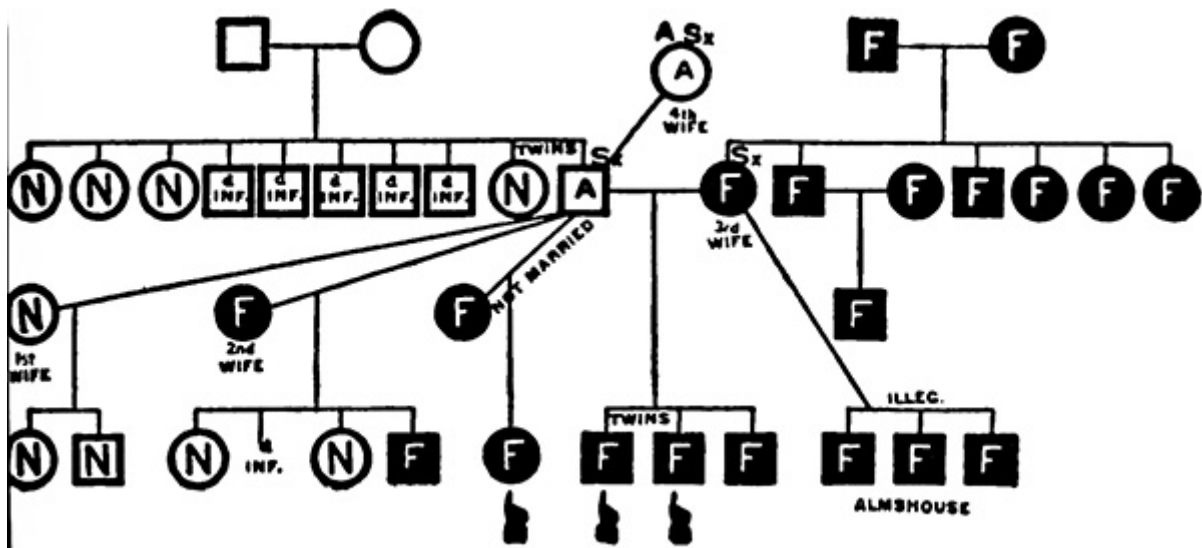 F F
A Sx
A
4th
WIFE
TWINS
Sx Sx
N N N d INF. d INF. d INF. d INF. d INF. N A F F F F F F F
3rd
WIFE
NOT MARRIED
N F F F
1st
WIFE
2nd
WIFE
ILLEG.
TWINS
N N N d INF. N F F F F F F F F
ALMSHOUSE